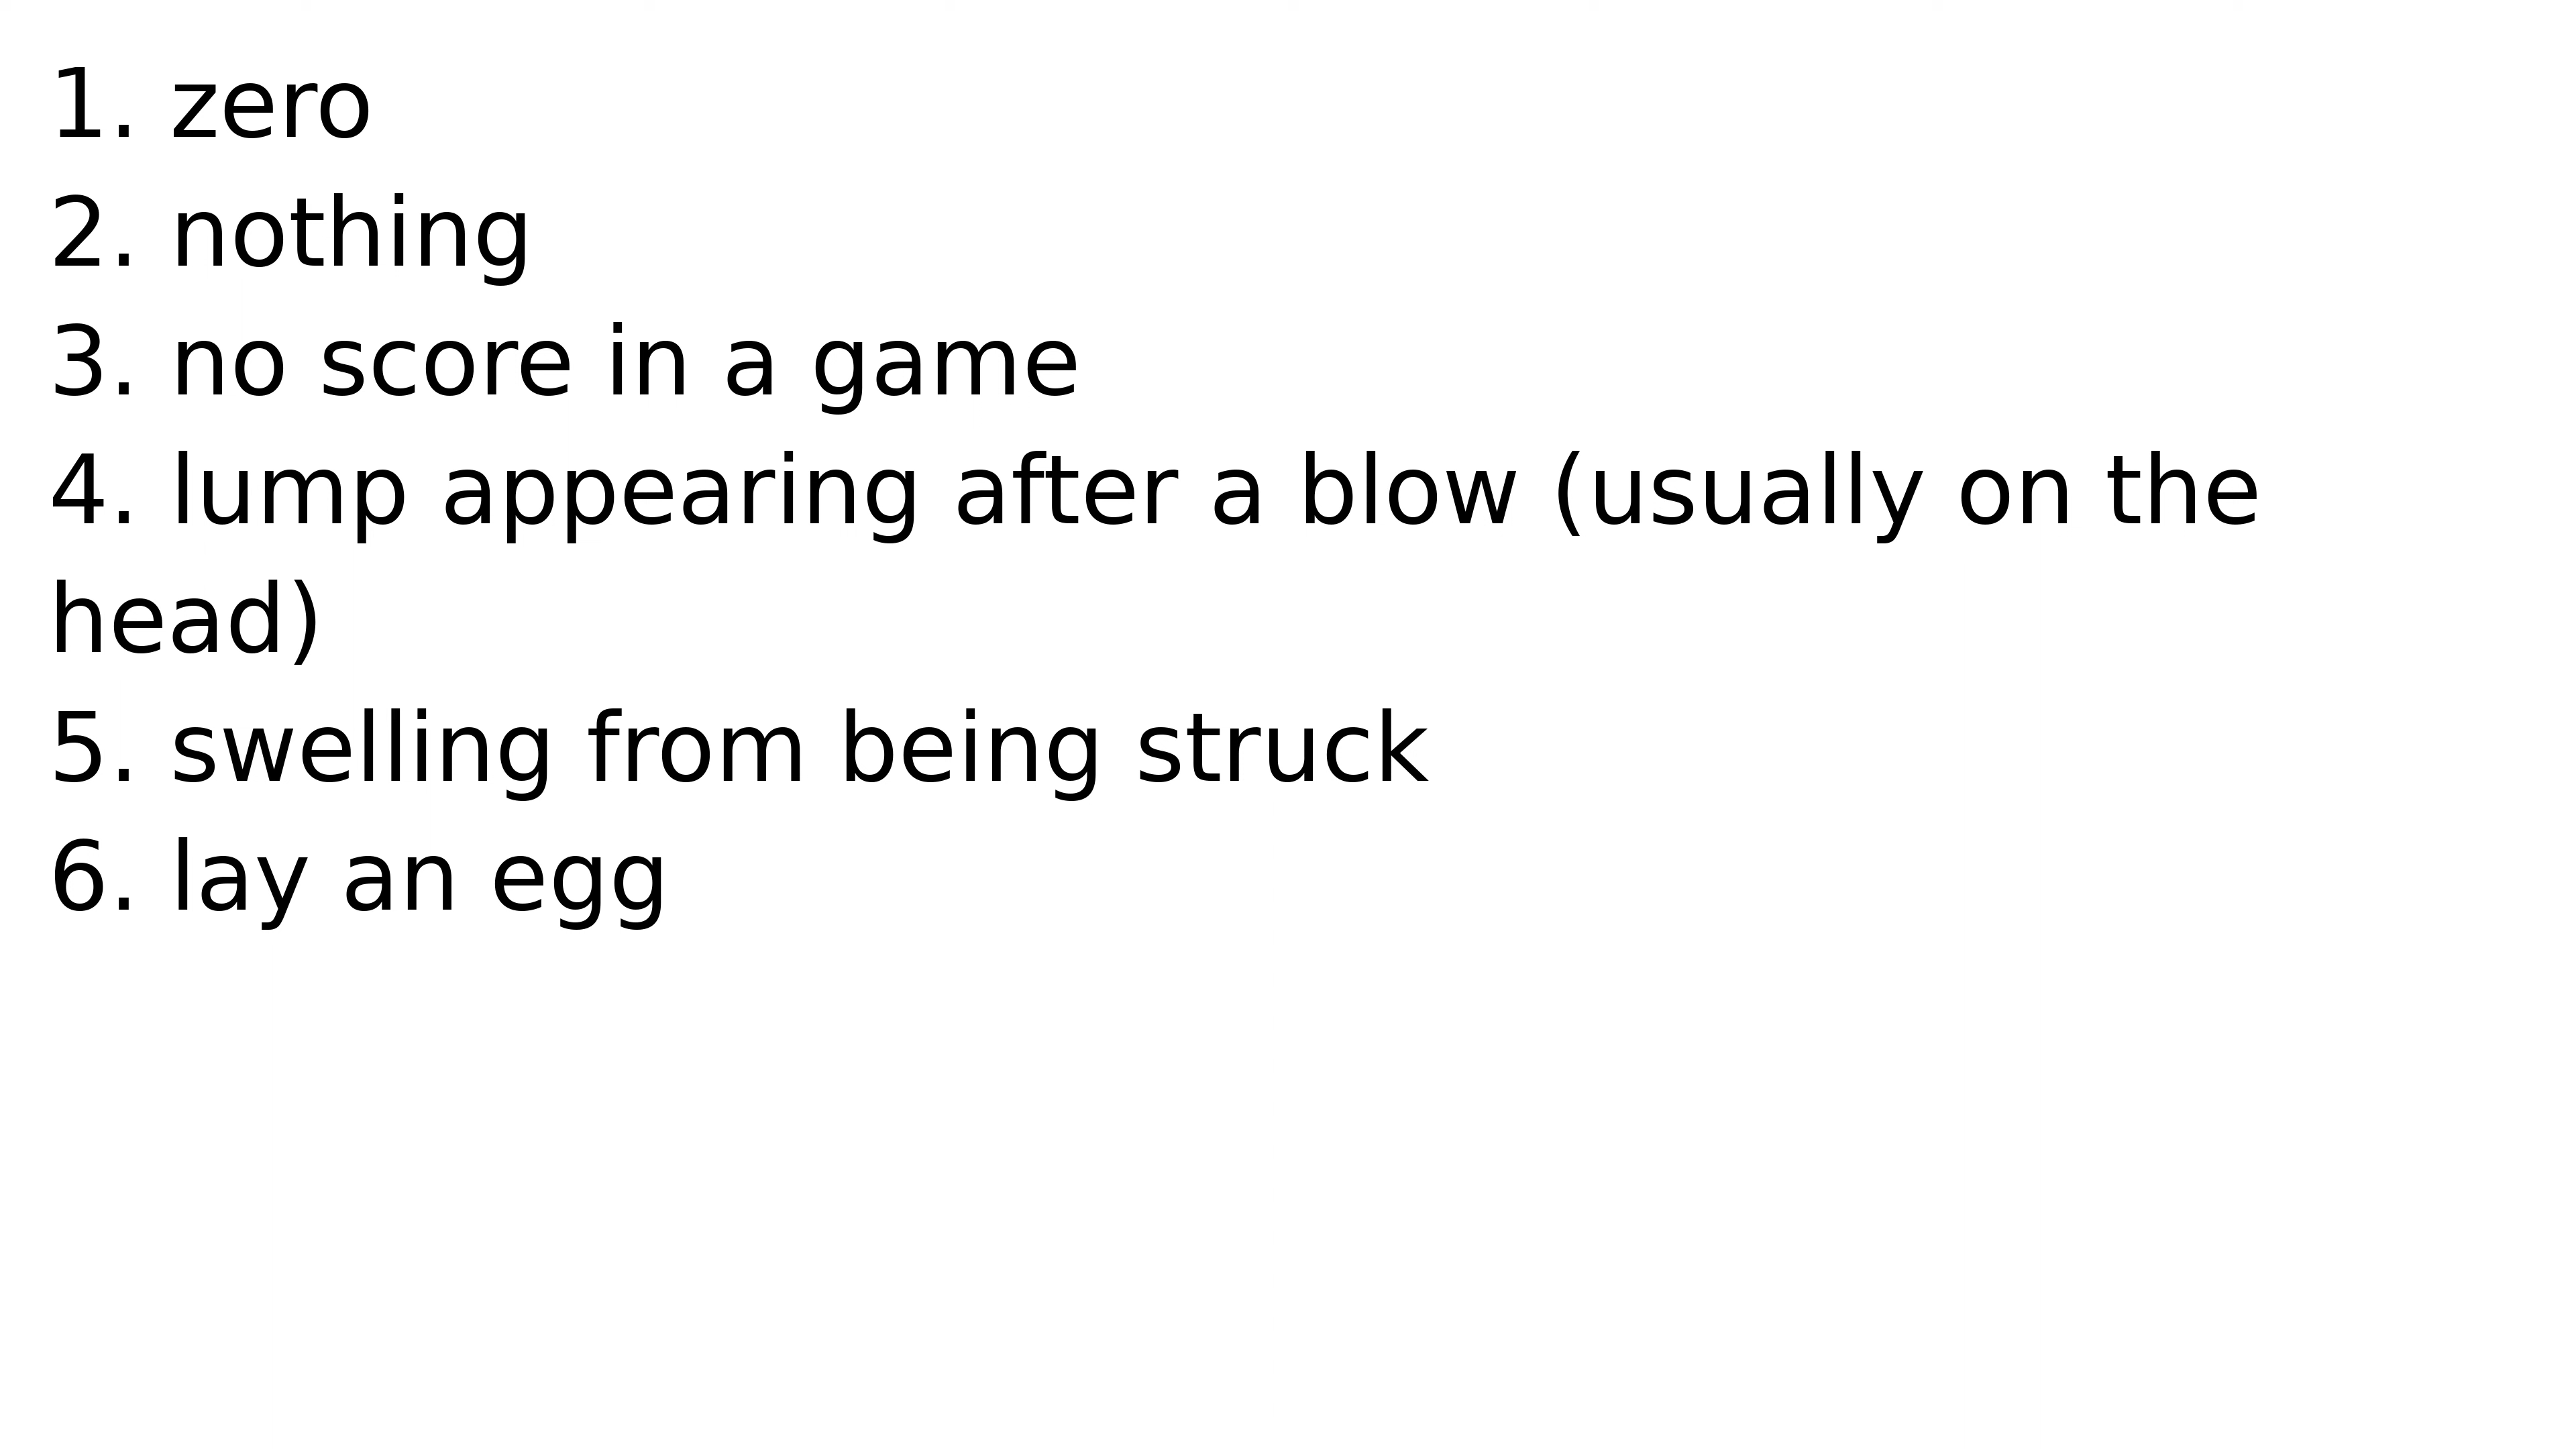 1. zero
2. nothing
3. no score in a game
4. lump appearing after a blow (usually on the
head)
5. swelling from being struck
6. lay an egg